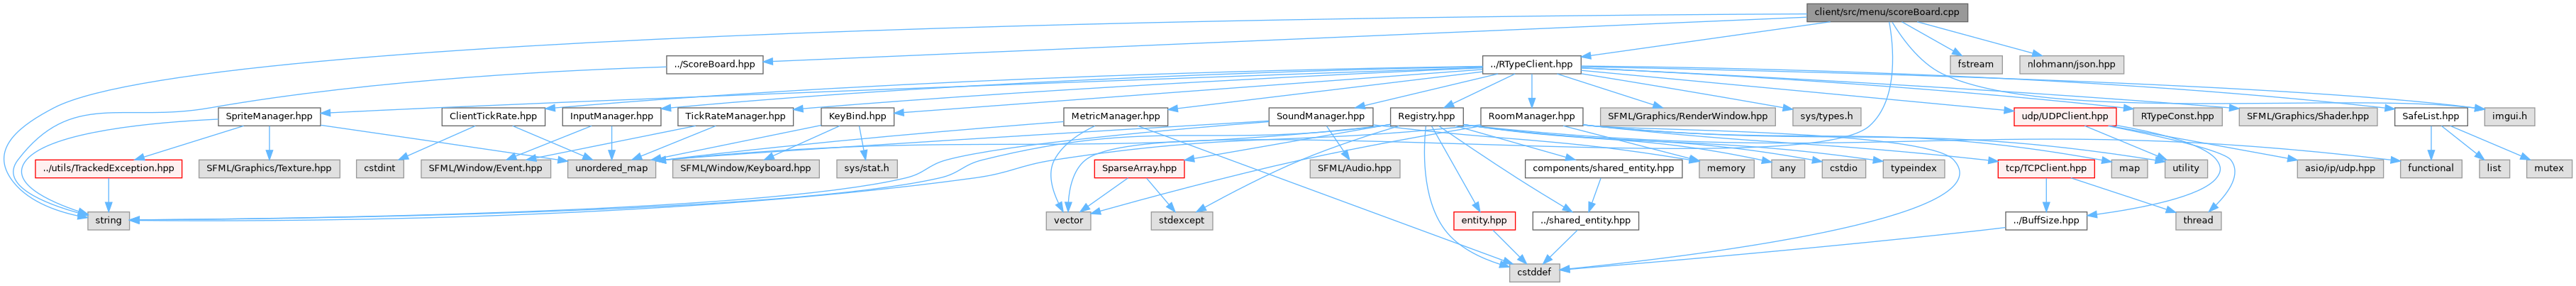 client/src/menu/scoreBoard.cpp
../ScoreBoard.hpp
../RTypeClient.hpp
fstream
nlohmann/json.hpp
SpriteManager.hpp
ClientTickRate.hpp
InputManager.hpp
TickRateManager.hpp
KeyBind.hpp
MetricManager.hpp
SoundManager.hpp
Registry.hpp
RoomManager.hpp
SFML/Graphics/RenderWindow.hpp
sys/types.h
udp/UDPClient.hpp
RTypeConst.hpp
SFML/Graphics/Shader.hpp
SafeList.hpp
imgui.h
../utils/TrackedException.hpp
SFML/Graphics/Texture.hpp
cstdint
SFML/Window/Event.hpp
unordered_map
SFML/Window/Keyboard.hpp
sys/stat.h
SparseArray.hpp
SFML/Audio.hpp
memory
components/shared_entity.hpp
any
cstdio
typeindex
tcp/TCPClient.hpp
map
utility
asio/ip/udp.hpp
functional
list
mutex
string
vector
stdexcept
entity.hpp
../shared_entity.hpp
../BuffSize.hpp
thread
cstddef